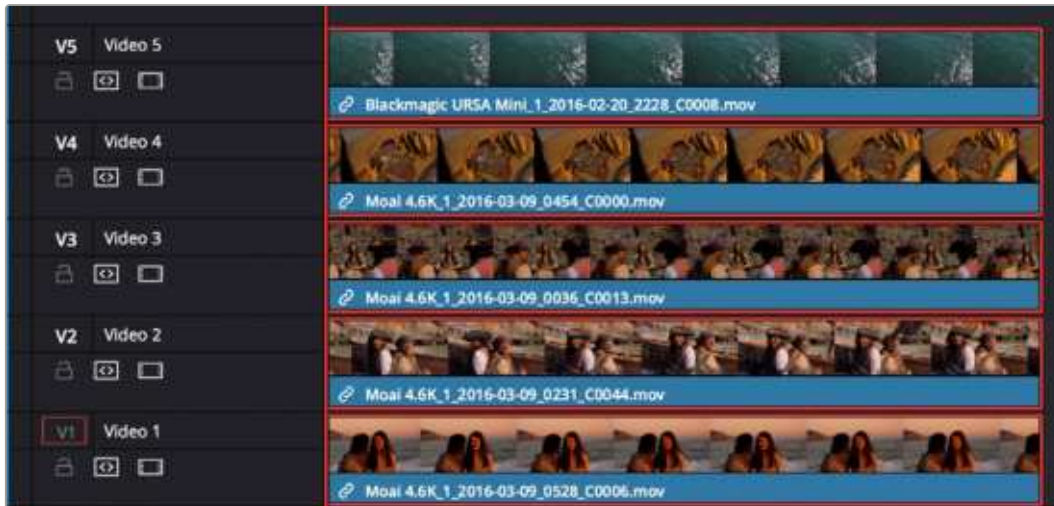 V5 Video 5
Blackmagic URSA Mini_1_2016-02-20_2228_C0008.mov
V4 Video 4
Moai 4.6K_1_2016-03-09_0454_C0000.mov
V3 Video 3
Moai 4.6K_1_2016-03-09_0036_C0013.mov
V2 Video 2
Moai 4.6K_1_2016-03-09_0231_C0044.mov
V1 Video 1
Moai 4.6K_1_2016-03-09_0528_C0006.mov